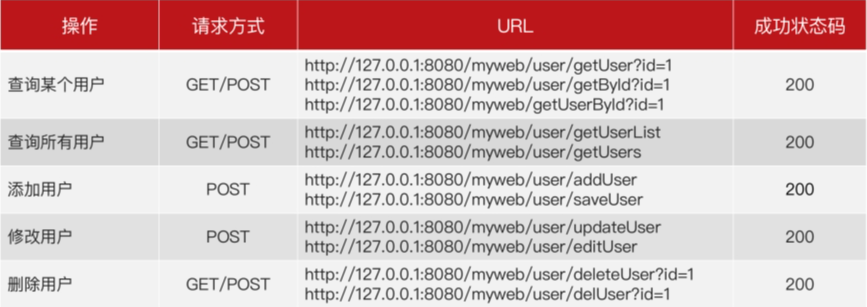 操作 请求方式 URL 成功状态码
查询某个用户 GET/POST http://127.0.0.1:8080/myweb/user/getUser?id=1 200
http://127.0.0.1:8080/myweb/user/getById?id=1
http://127.0.0.1:8080/myweb/getUserById?id=1
查询所有用户 GET/POST http://127.0.0.1:8080/myweb/user/getUserList 200
http://127.0.0.1:8080/myweb/user/getUsers
添加用户 POST http://127.0.0.1:8080/myweb/user/addUser 200
http://127.0.0.1:8080/myweb/user/saveUser
修改用户 POST http://127.0.0.1:8080/myweb/user/updateUser 200
http://127.0.0.1:8080/myweb/user/editUser
删除用户 GET/POST http://127.0.0.1:8080/myweb/user/deleteUser?id=1 200
http://127.0.0.1:8080/myweb/user/delUser?id=1